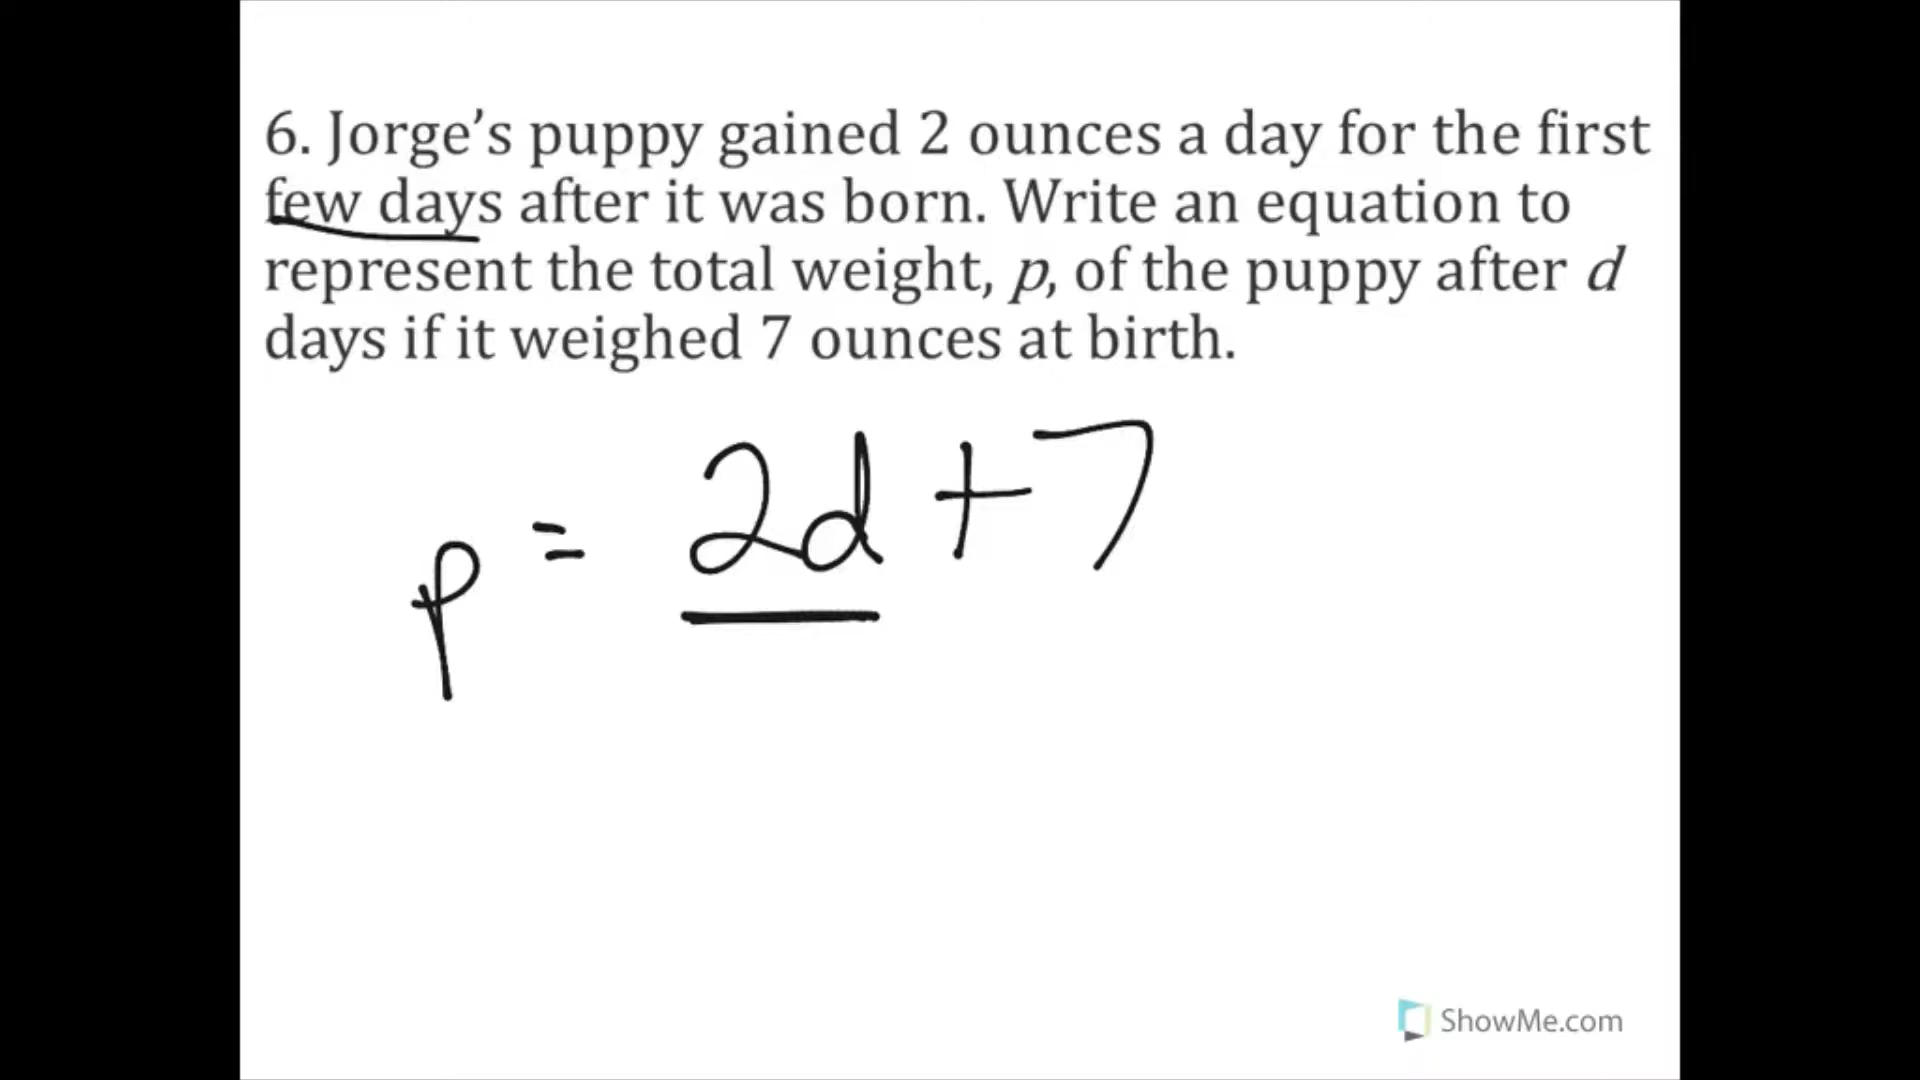 6. Jorge’s puppy gained 2 ounces a day for the first
few days after it was born. Write an equation to
represent the total weight, p, of the puppy after d
days if it weighed 7 ounces at birth.
p = 2d + 7
ShowMe.com